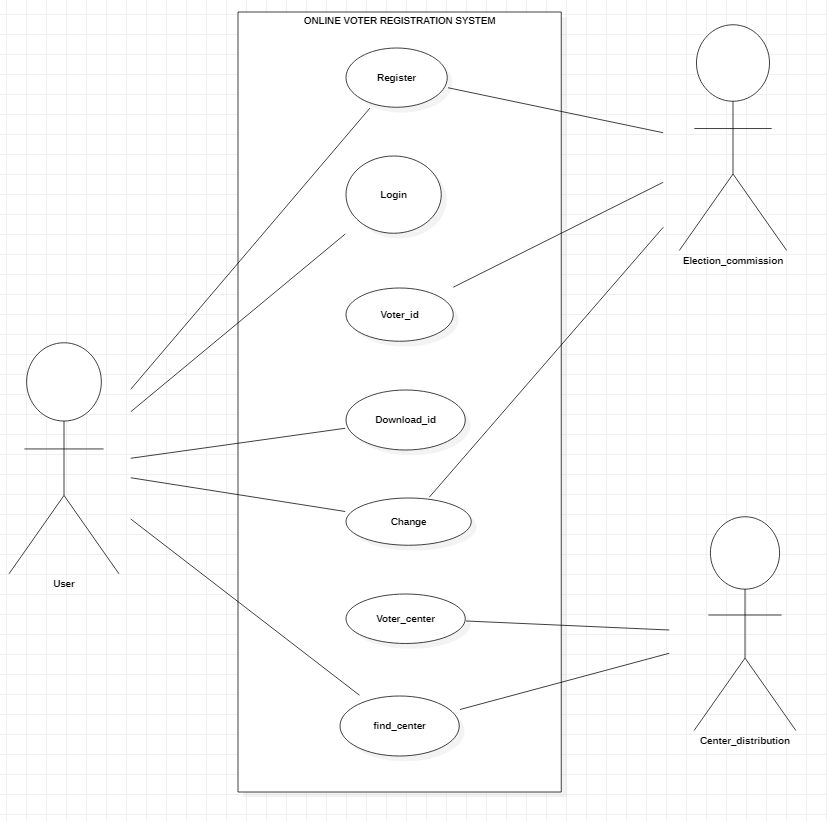 ONLINE VOTER REGISTRATION SYSTEM
Register
Login
Election_commission
Voter_id
Download_id
Change
User
Voter_center
find_center
Center_distribution